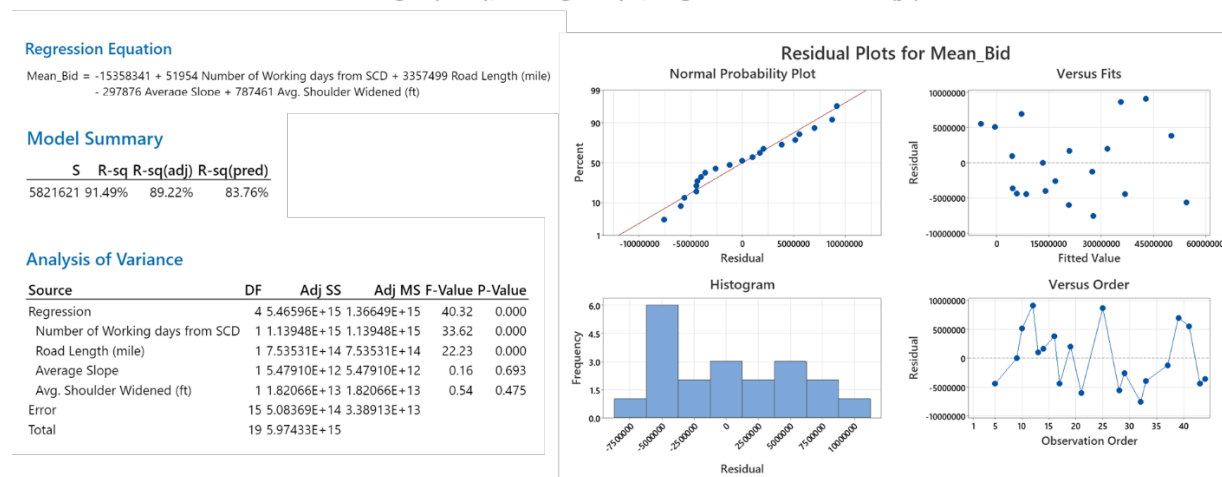 Regression Equation
Mean_Bid = -15358341 + 51954 Number of Working days from SCD + 3357499 Road Length (mile)
- 297876 Average Slope + 787461 Avg. Shoulder Widened (ft)
Model Summary
S R-sq R-sq(adj) R-sq(pred)
5821621 91.49% 89.22% 83.76%
Analysis of Variance
Source DF Adj SS Adj MS F-Value P-Value
Regression 4 5.46596E+15 1.36649E+15 40.32 0.000
Number of Working days from SCD 1 1.13948E+15 1.13948E+15 33.62 0.000
Road Length (mile) 1 7.53531E+14 7.53531E+14 22.23 0.000
Average Slope 1 5.47910E+12 5.47910E+12 0.16 0.693
Avg. Shoulder Widened (ft) 1 1.82066E+13 1.82066E+13 0.54 0.475
Error 15 5.08369E+14 3.38913E+13
Total 19 5.97433E+15
Residual Plots for Mean_Bid
Normal Probability Plot
99
90
50
10
1
Percent
-10000000 -5000000 0 5000000 10000000
Residual
Versus Fits
10000000
5000000
0
-5000000
-10000000
Residual
0 15000000 30000000 45000000 60000000
Fitted Value
Histogram
6.0
4.5
3.0
1.5
0.0
Frequency
-7500000 -5000000 -2500000 0 2500000 5000000 7500000 10000000
Residual
Versus Order
10000000
5000000
0
-5000000
-10000000
Residual
1 5 10 15 20 25 30 35 40
Observation Order